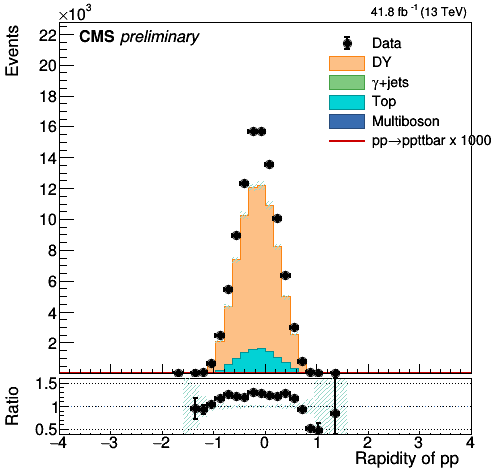 ×10³
41.8 fb⁻¹ (13 TeV)
Events
CMS preliminary
Data
DY
γ+jets
Top
Multiboson
pp→ppttbar x 1000
22
20
18
16
14
12
10
8
6
4
2
Ratio
1.5
1
0.5
−4 −3 −2 −1 0 1 2 3 4
Rapidity of pp